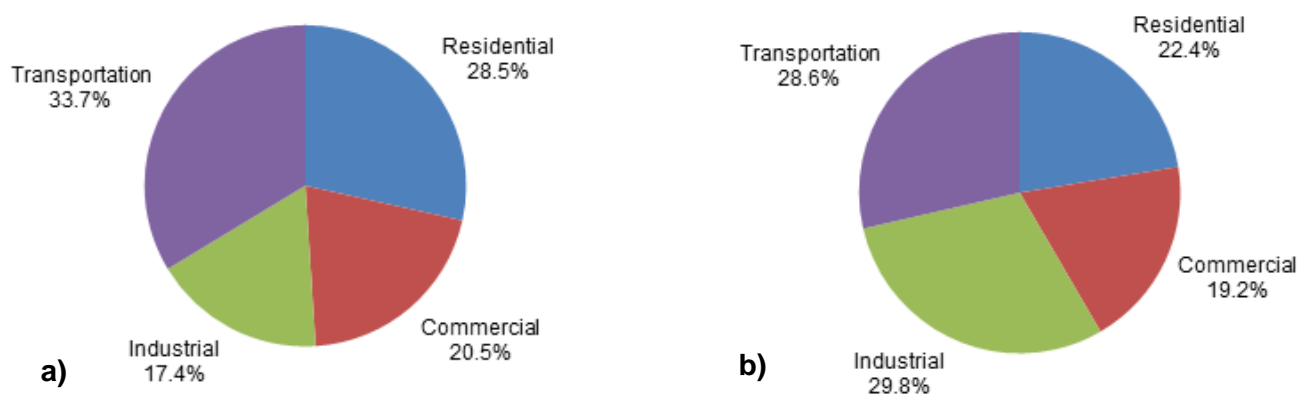 Residential
28.5%
Transportation
33.7%
Commercial
20.5%
Industrial
17.4%
a)
Residential
22.4%
Transportation
28.6%
Commercial
19.2%
Industrial
29.8%
b)